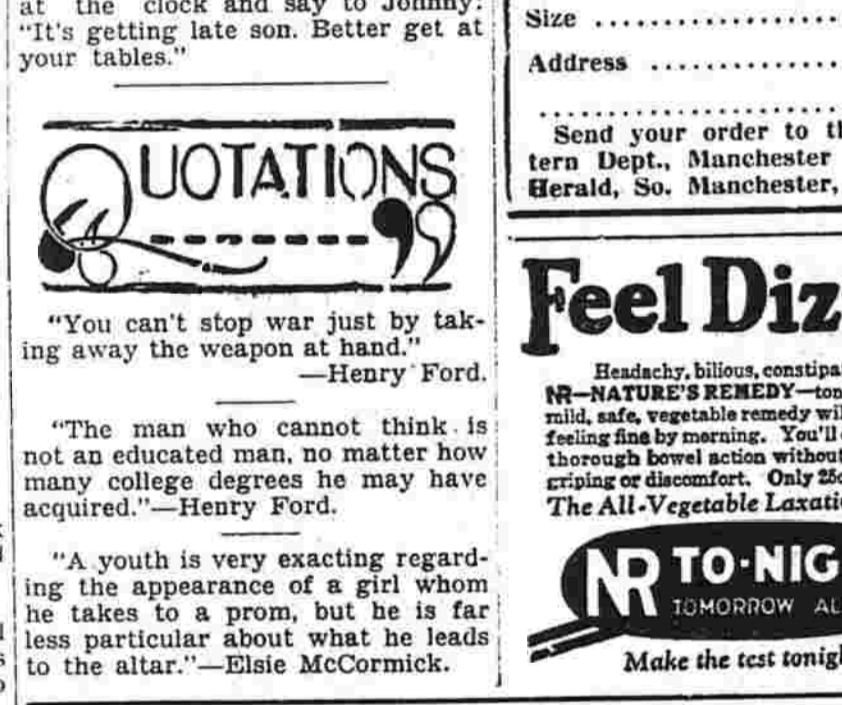 at the clock and say to Johnny:
"It's getting late son. Better get at
your tables."
QUOTATIONS
"You can't stop war just by tak-
ing away the weapon at hand."
—Henry Ford.
"The man who cannot think is
not an educated man, no matter how
many college degrees he may have
acquired."—Henry Ford.
"A youth is very exacting regard-
ing the appearance of a girl whom
he takes to a prom, but he is far
less particular about what he leads
to the altar."—Elsie McCormick.
Size
Address
Send your order to
tern Dept., Manchester
Herald, So. Manchester,
Feel Diz
Headachy, bilious, constipa
NR—NATURE'S REMEDY—ton
mild, safe, vegetable remedy wil
feeling fine by morning. You'll
thorough bowel action without
griping or discomfort. Only 25c
The All-Vegetable Laxati
NR TO-NIG
TOMORROW AL
Make the test tonigh